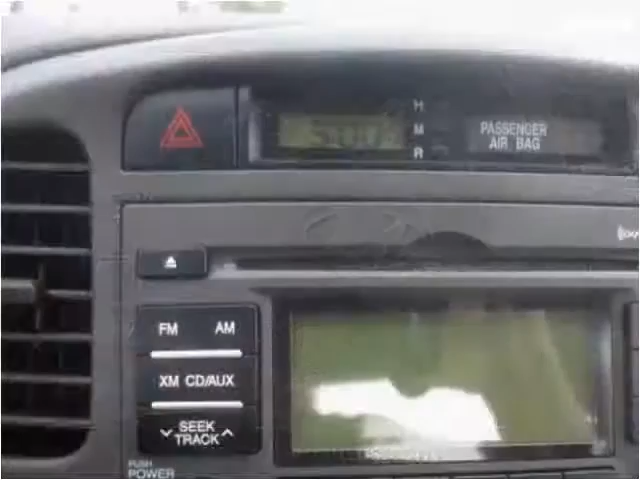 H
M
R
PASSENGER
AIR BAG
FM AM
XM CD/AUX
SEEK
TRACK
PUSH
POWER